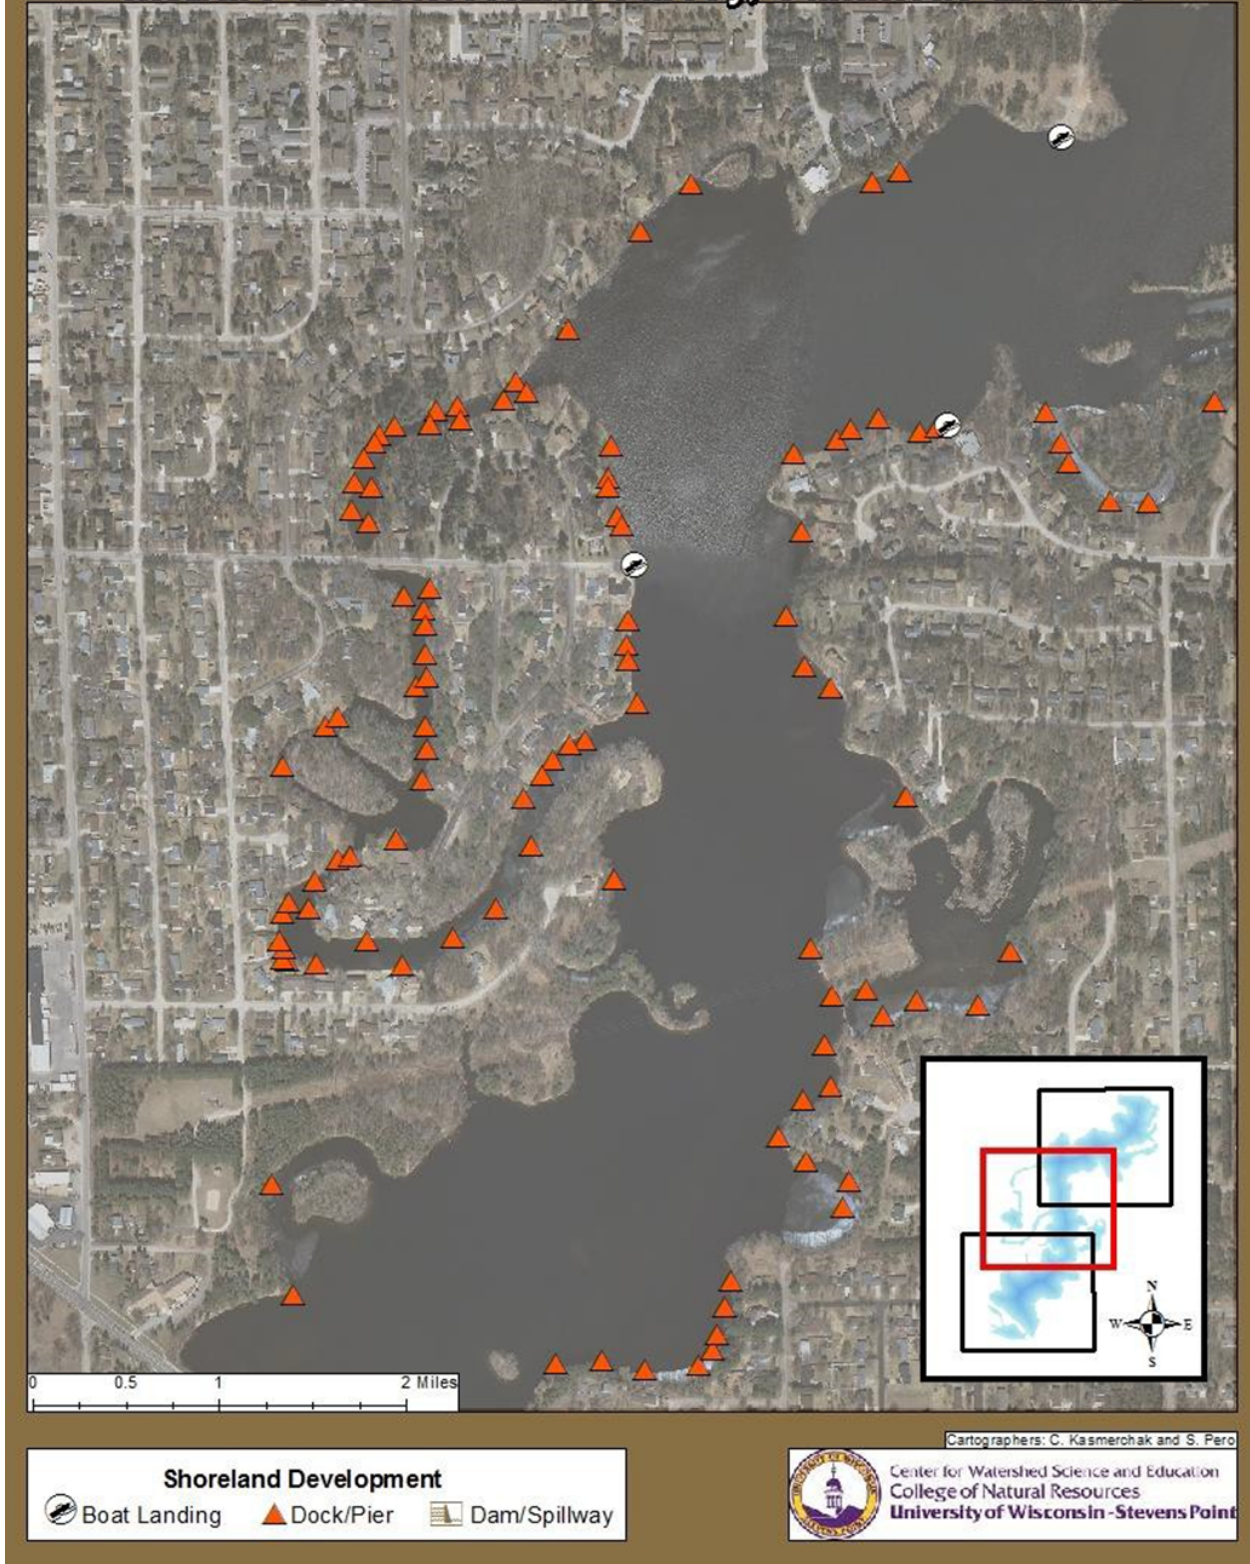 0 0.5 1 2 Miles
N
W E
S
Cartographers: C. Kasmerchak and S. Pero
Shoreland Development
Boat Landing Dock/Pier Dam/Spillway
Center for Watershed Science and Education
College of Natural Resources
University of Wisconsin-Stevens Point